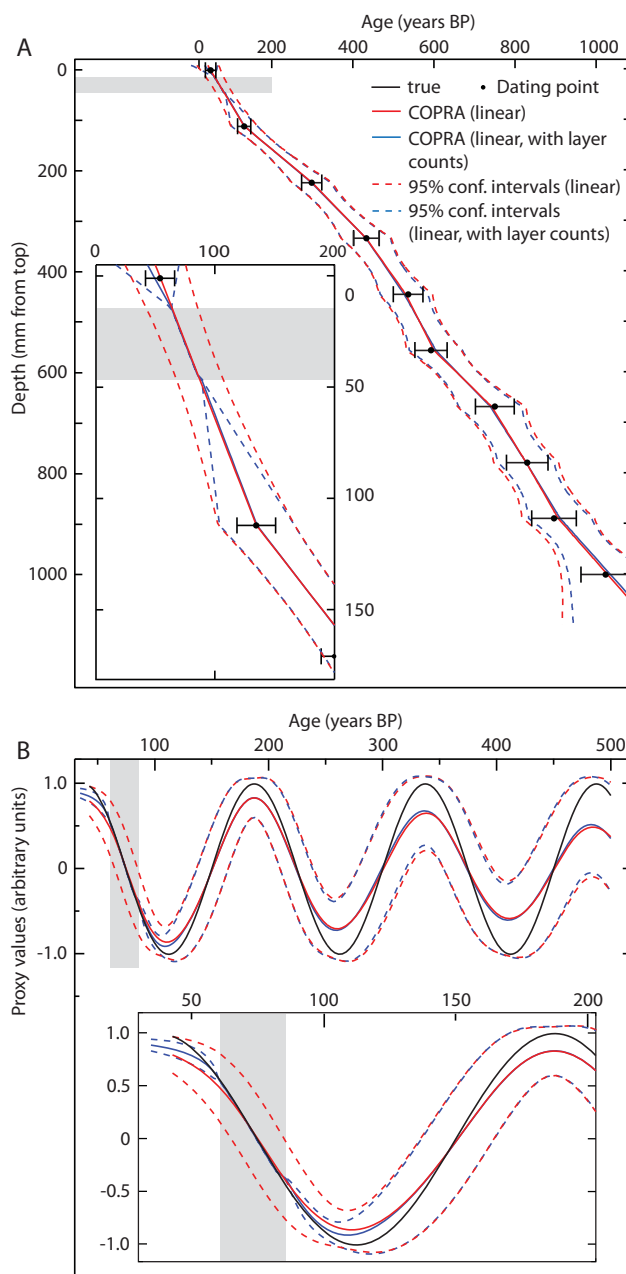 Age (years BP)
A
0 200 400 600 800 1000
true
Dating point
COPRA (linear)
COPRA (linear, with layer
counts)
95% conf. intervals (linear)
95% conf. intervals
(linear, with layer counts)
Depth (mm from top)
0
200
400
600
800
1000
0 100 200
0
50
100
150
0 100 200
Age (years BP)
B
100 200 300 400 500
Proxy values (arbitrary units)
1.0
0
-1.0
50 100 150 200
1.0
0.5
0
-0.5
-1.0